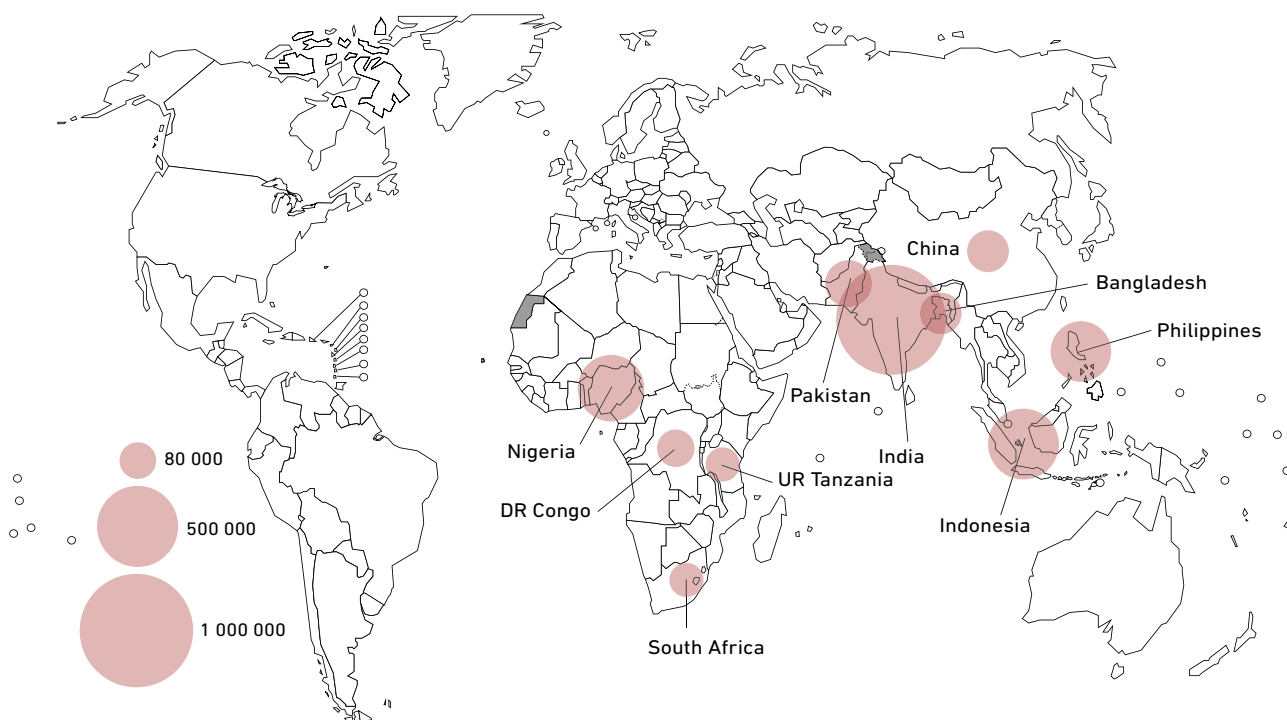 China
Bangladesh
Philippines
Pakistan
Nigeria
India
80 000
UR Tanzania
DR Congo
Indonesia
500 000
1 000 000
South Africa